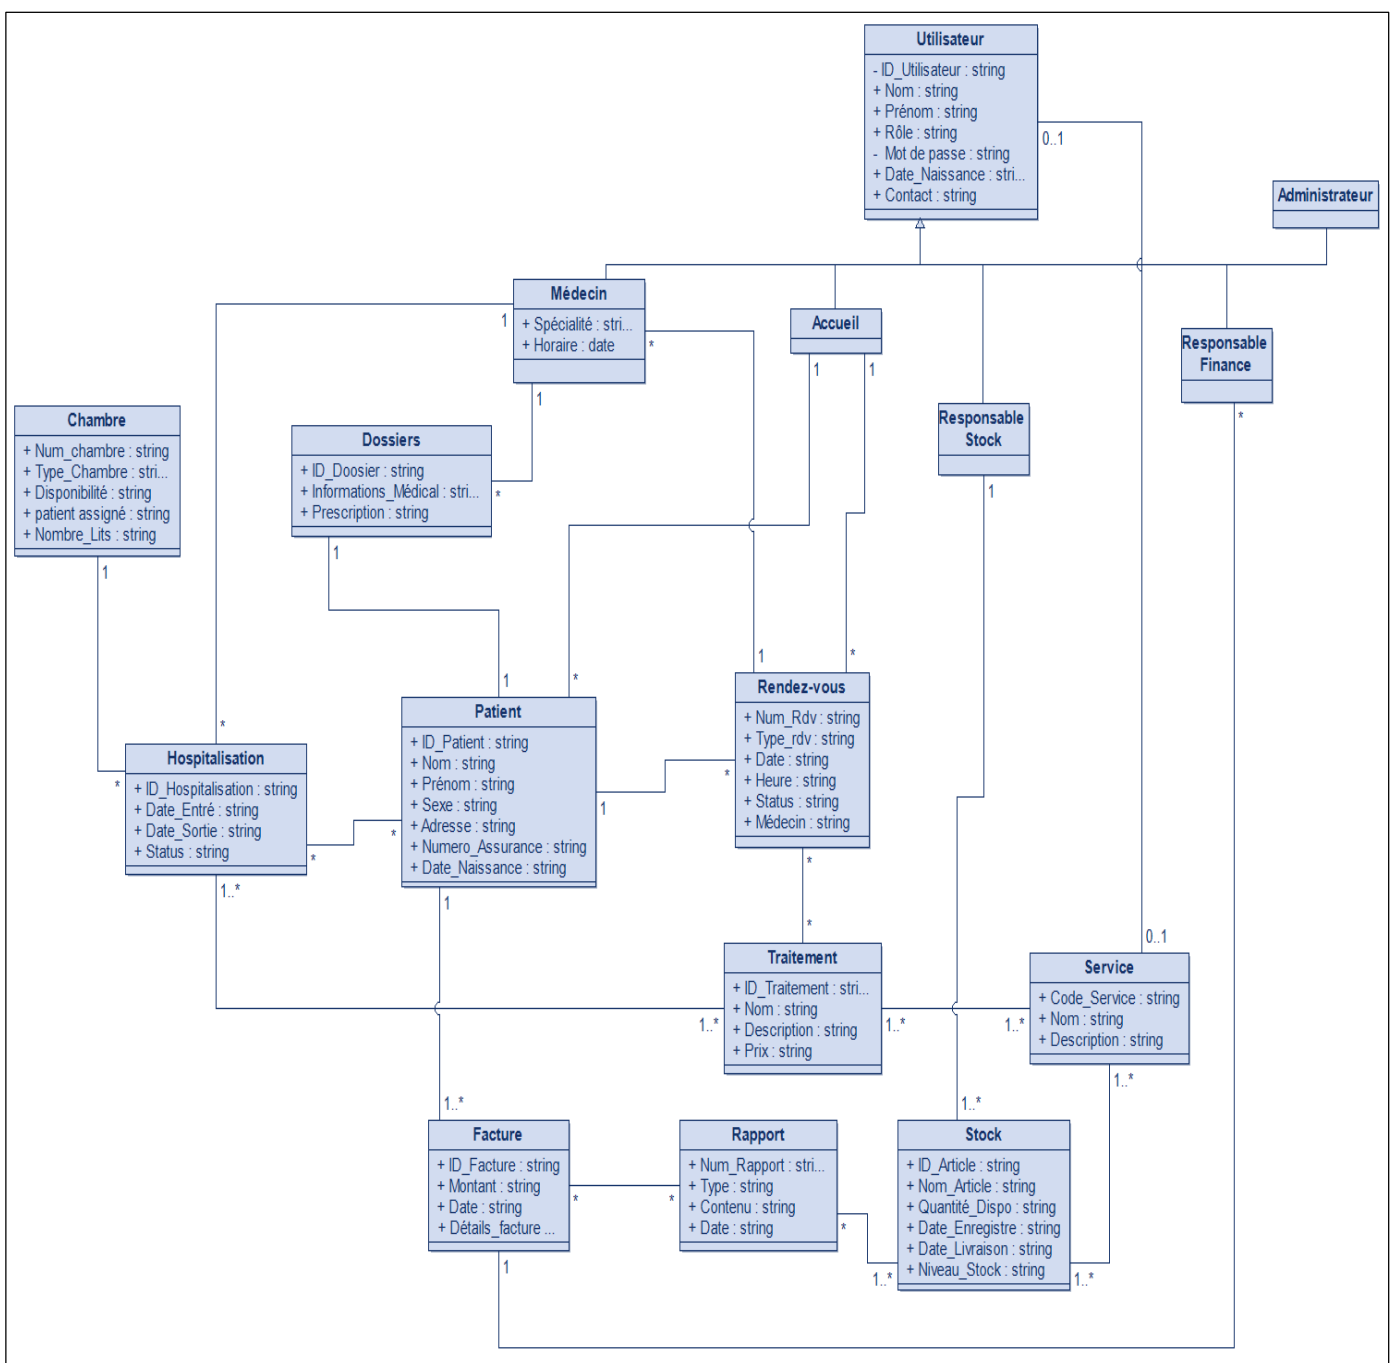 Utilisateur
- ID_Utilisateur : string
+ Nom : string
+ Prénom : string
+ Rôle : string
- Mot de passe : string
+ Date_Naissance : stri...
+ Contact : string
0..1
Administrateur
Médecin
+ Spécialité : stri...
+ Horaire : date
1
*
1
Accueil
1
1
Responsable
Finance
*
Responsable
Stock
1
Chambre
+ Num_chambre : string
+ Type_Chambre : stri...
+ Disponibilité : string
+ patient assigné : string
+ Nombre_Lits : string
1
Dossiers
+ ID_Doosier : string
+ Informations_Médical : stri...
+ Prescription : string
*
1
1
*
1
*
*
Patient
+ ID_Patient : string
+ Nom : string
+ Prénom : string
+ Sexe : string
+ Adresse : string
+ Numero_Assurance : string
+ Date_Naissance : string
1
*
1
Rendez-vous
+ Num_Rdv : string
+ Type_rdv : string
+ Date : string
+ Heure : string
+ Status : string
+ Médecin : string
*
*
Hospitalisation
+ ID_Hospitalisation : string
+ Date_Entré : string
+ Date_Sortie : string
+ Status : string
*
*
1..*
*
Traitement
+ ID_Traitement : stri...
+ Nom : string
+ Description : string
+ Prix : string
*
1..*
1..*
0..1
Service
+ Code_Service : string
+ Nom : string
+ Description : string
1..*
1..*
1..*
Facture
+ ID_Facture : string
+ Montant : string
+ Date : string
+ Détails_facture ...
*
1
Rapport
+ Num_Rapport : stri...
+ Type : string
+ Contenu : string
+ Date : string
*
*
1..*
Stock
+ ID_Article : string
+ Nom_Article : string
+ Quantité_Dispo : string
+ Date_Enregistre : string
+ Date_Livraison : string
+ Niveau_Stock : string
1..*
1..*